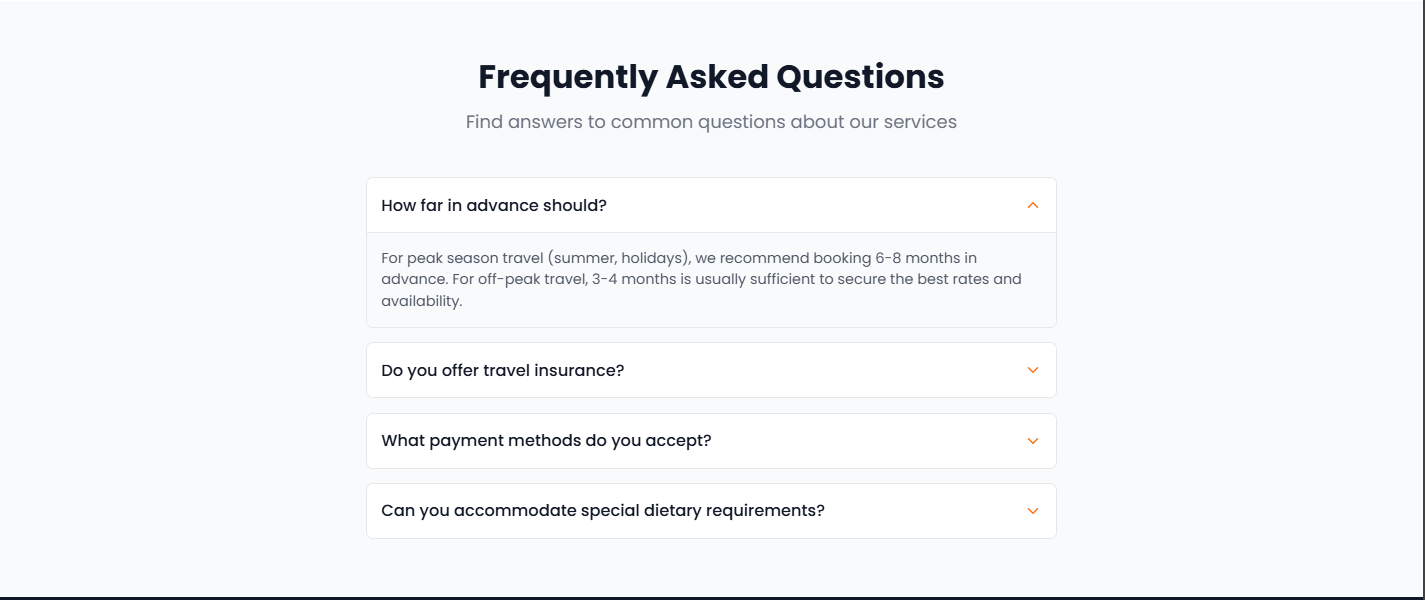 Frequently Asked Questions
Find answers to common questions about our services
How far in advance should?
For peak season travel (summer, holidays), we recommend booking 6-8 months in
advance. For off-peak travel, 3-4 months is usually sufficient to secure the best rates and
availability.
Do you offer travel insurance?
What payment methods do you accept?
Can you accommodate special dietary requirements?